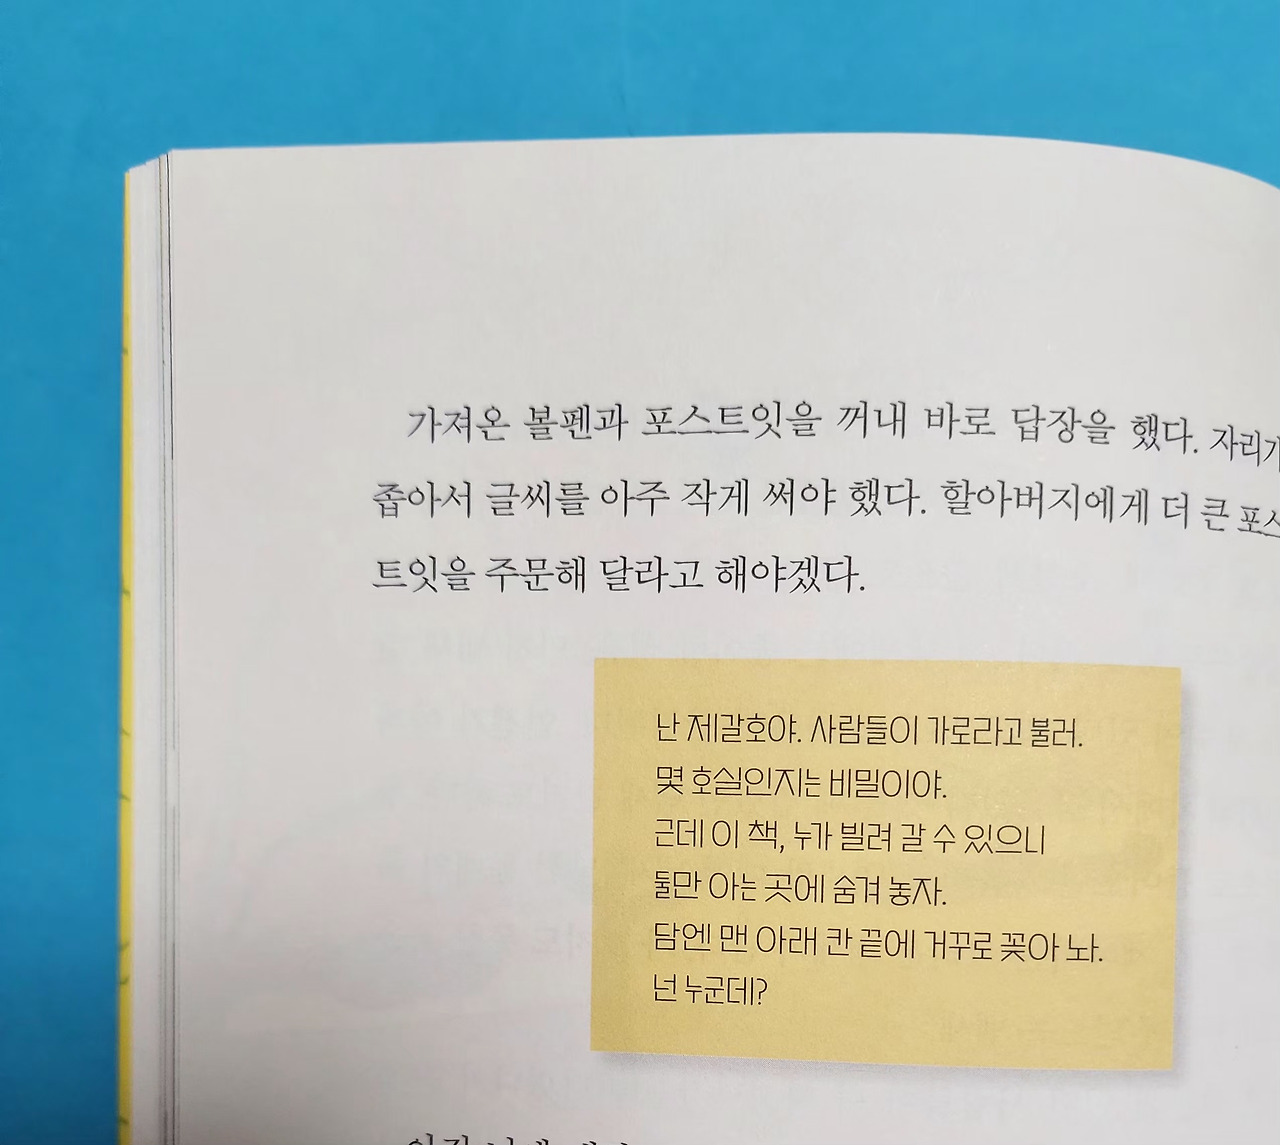 가져온 볼펜과 포스트잇을 꺼내 바로 답장을 했다. 자리가
좁아서 글씨를 아주 작게 써야 했다. 할아버지에게 더 큰 포스
트잇을 주문해 달라고 해야겠다.
난 제갈호야. 사람들이 가로라고 불러.
몇 호실인지는 비밀이야.
근데 이 책, 누가 빌려 갈 수 있으니
둘만 아는 곳에 숨겨 놓자.
담엔 맨 아래 칸 끝에 거꾸로 꽂아 놔.
넌 누군데?